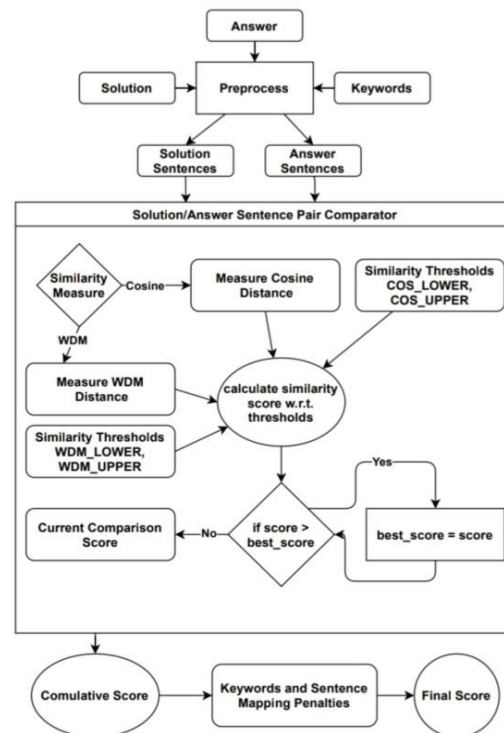 Answer
Solution
Preprocess
Keywords
Solution
Sentences
Answer
Sentences
Solution/Answer Sentence Pair Comparator
Similarity
Measure
Cosine
Measure Cosine
Distance
Similarity Thresholds
COS_LOWER,
COS_UPPER
WDM
Measure WDM
Distance
calculate similarity
score w.r.t.
thresholds
Similarity Thresholds
WDM_LOWER,
WDM_UPPER
Yes
Current Comparison
Score
No
if score >
best_score
best_score = score
Comulative Score
Keywords and Sentence
Mapping Penalties
Final Score